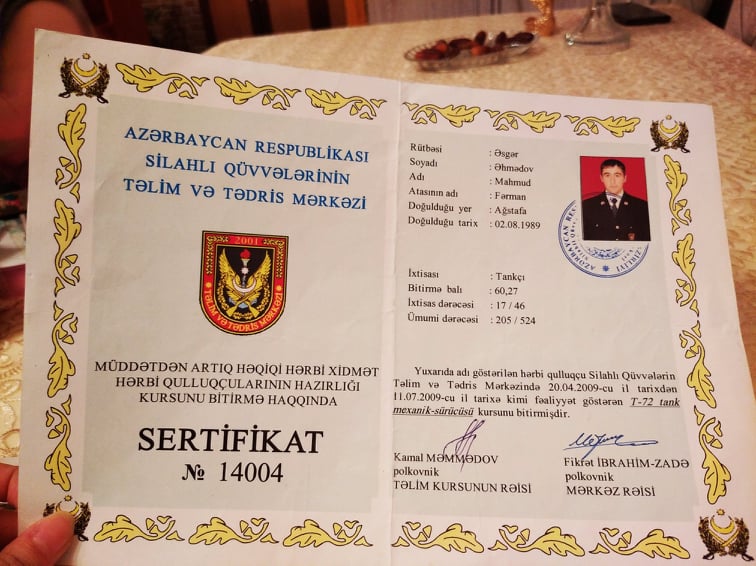 AZƏRBAYCAN RESPUBLİKASI
SİLAHLI QÜVVƏLƏRİNİN
TƏLİM VƏ TƏDRİS MƏRKƏZİ
2001
TƏLİM VƏ TƏDRİS MƏRKƏZİ
MÜDDƏTDƏN ARTIQ HƏQİQİ HƏRBİ XİDMƏT
HƏRBİ QULLUQÇULARININ HAZIRLIĞI
KURSUNU BİTİRMƏ HAQQINDA
SERTİFİKAT
№ 14004
Rütbəsi : Əsgər
Soyadı : Əhmədov
Adı : Mahmud
Atasının adı : Fərman
Doğulduğu yer : Ağstafa
Doğulduğu tarix : 02.08.1989
AZƏRBAYCAN RES
İxtisası : Tankçı
Bitirmə balı : 60,27
İxtisas dərəcəsi : 17 / 46
Ümumi dərəcəsi : 205 / 524
Yuxarıda adı göstərilən hərbi qulluqçu Silahlı Qüvvələrin
Təlim və Tədris Mərkəzində 20.04.2009-cu il tarixdən
11.07.2009-cu il tarixə kimi fəaliyyət göstərən T-72 tank
mexanik-sürücüsü kursunu bitirmişdir.
Kamal MƏMMƏDOV
polkovnik
TƏLİM KURSUNUN RƏİSİ
Fikrət İBRAHİM-ZADƏ
polkovnik
MƏRKƏZ RƏİSİ